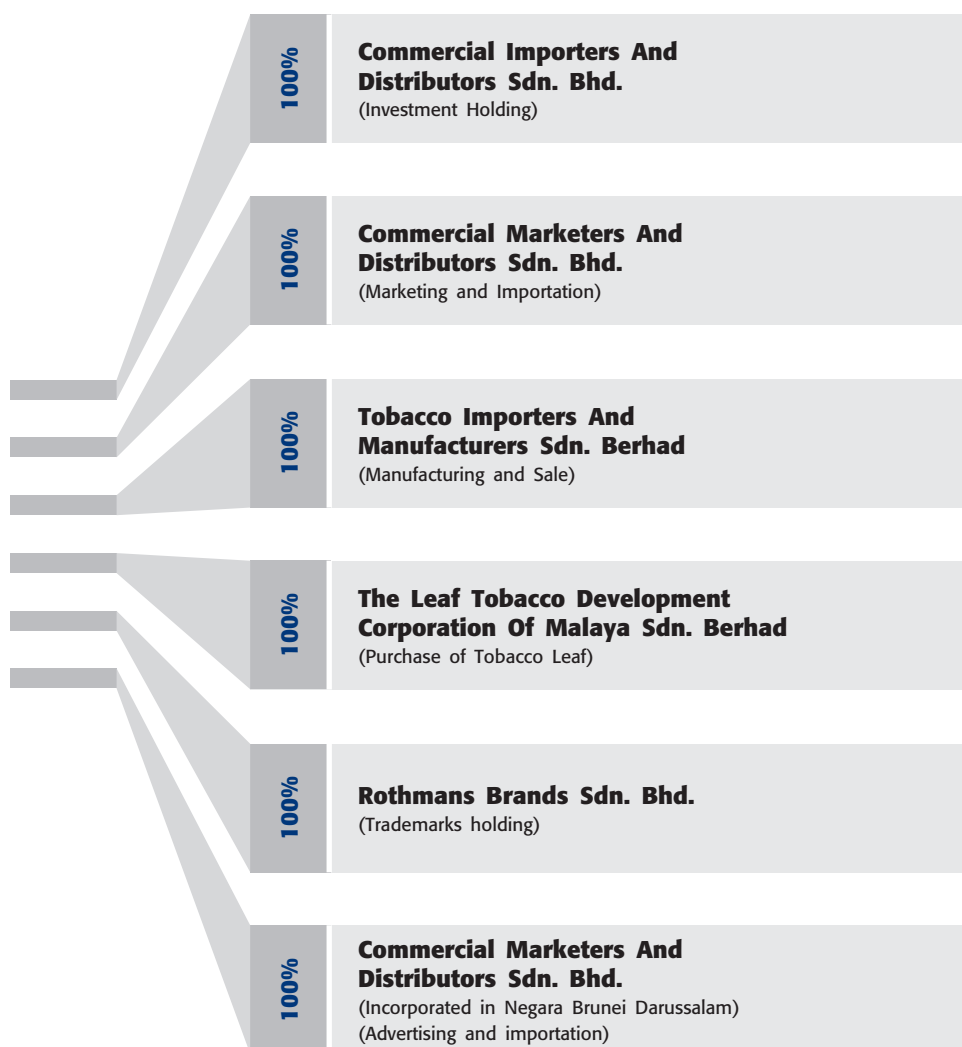 100%
Commercial Importers And
Distributors Sdn. Bhd.
(Investment Holding)
100%
Commercial Marketers And
Distributors Sdn. Bhd.
(Marketing and Importation)
100%
Tobacco Importers And
Manufacturers Sdn. Berhad
(Manufacturing and Sale)
100%
The Leaf Tobacco Development
Corporation Of Malaya Sdn. Berhad
(Purchase of Tobacco Leaf)
100%
Rothmans Brands Sdn. Bhd.
(Trademarks holding)
100%
Commercial Marketers And
Distributors Sdn. Bhd.
(Incorporated in Negara Brunei Darussalam)
(Advertising and importation)